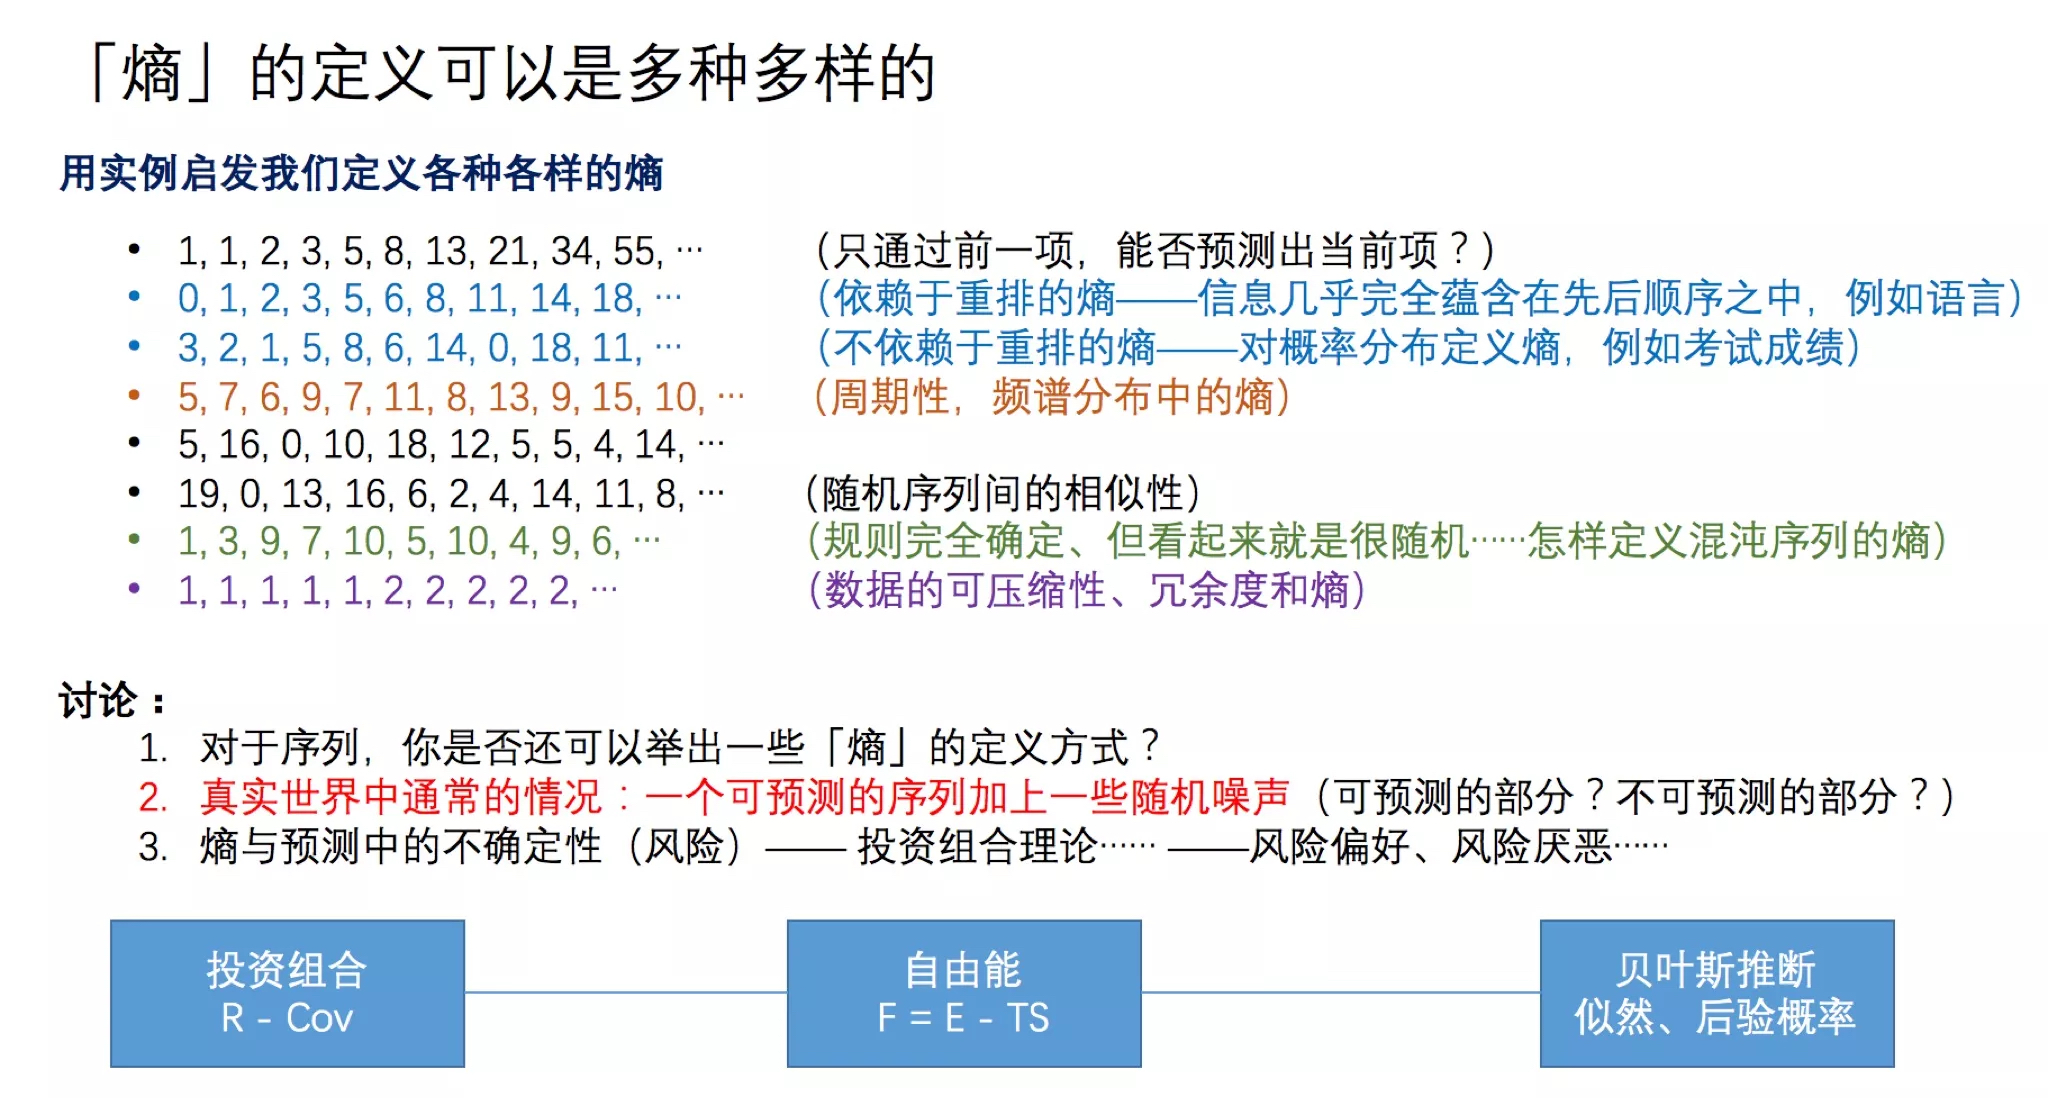 「熵」的定义可以是多种多样的
用实例启发我们定义各种各样的熵
• 1, 1, 2, 3, 5, 8, 13, 21, 34, 55, … （只通过前一项，能否预测出当前项？）
• 0, 1, 2, 3, 5, 6, 8, 11, 14, 18, … （依赖于重排的熵——信息几乎完全蕴含在先后顺序之中，例如语言）
• 3, 2, 1, 5, 8, 6, 14, 0, 18, 11, … （不依赖于重排的熵——对概率分布定义熵，例如考试成绩）
• 5, 7, 6, 9, 7, 11, 8, 13, 9, 15, 10, … （周期性，频谱分布中的熵）
• 5, 16, 0, 10, 18, 12, 5, 5, 4, 14, …
• 19, 0, 13, 16, 6, 2, 4, 14, 11, 8, … （随机序列间的相似性）
• 1, 3, 9, 7, 10, 5, 10, 4, 9, 6, … （规则完全确定、但看起来就是很随机……怎样定义混沌序列的熵）
• 1, 1, 1, 1, 1, 2, 2, 2, 2, 2, … （数据的可压缩性、冗余度和熵）
讨论：
1. 对于序列，你是否还可以举出一些「熵」的定义方式？
2. 真实世界中通常的情况：一个可预测的序列加上一些随机噪声（可预测的部分？不可预测的部分？）
3. 熵与预测中的不确定性（风险）—— 投资组合理论…… ——风险偏好、风险厌恶……
投资组合
R - Cov
自由能
F = E - TS
贝叶斯推断
似然、后验概率